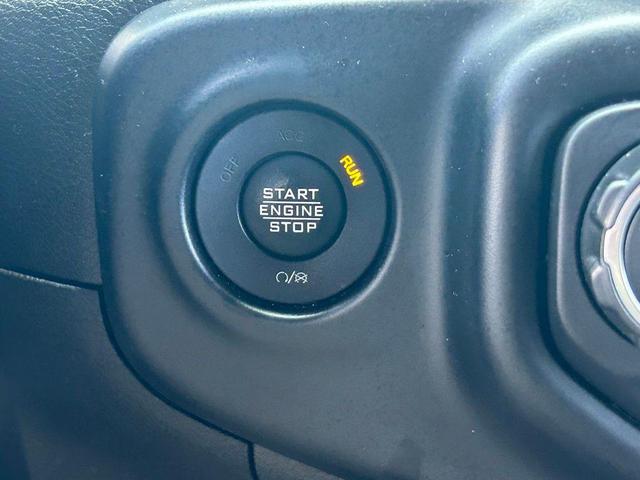 OFF
ACC
RUN
START
ENGINE
STOP